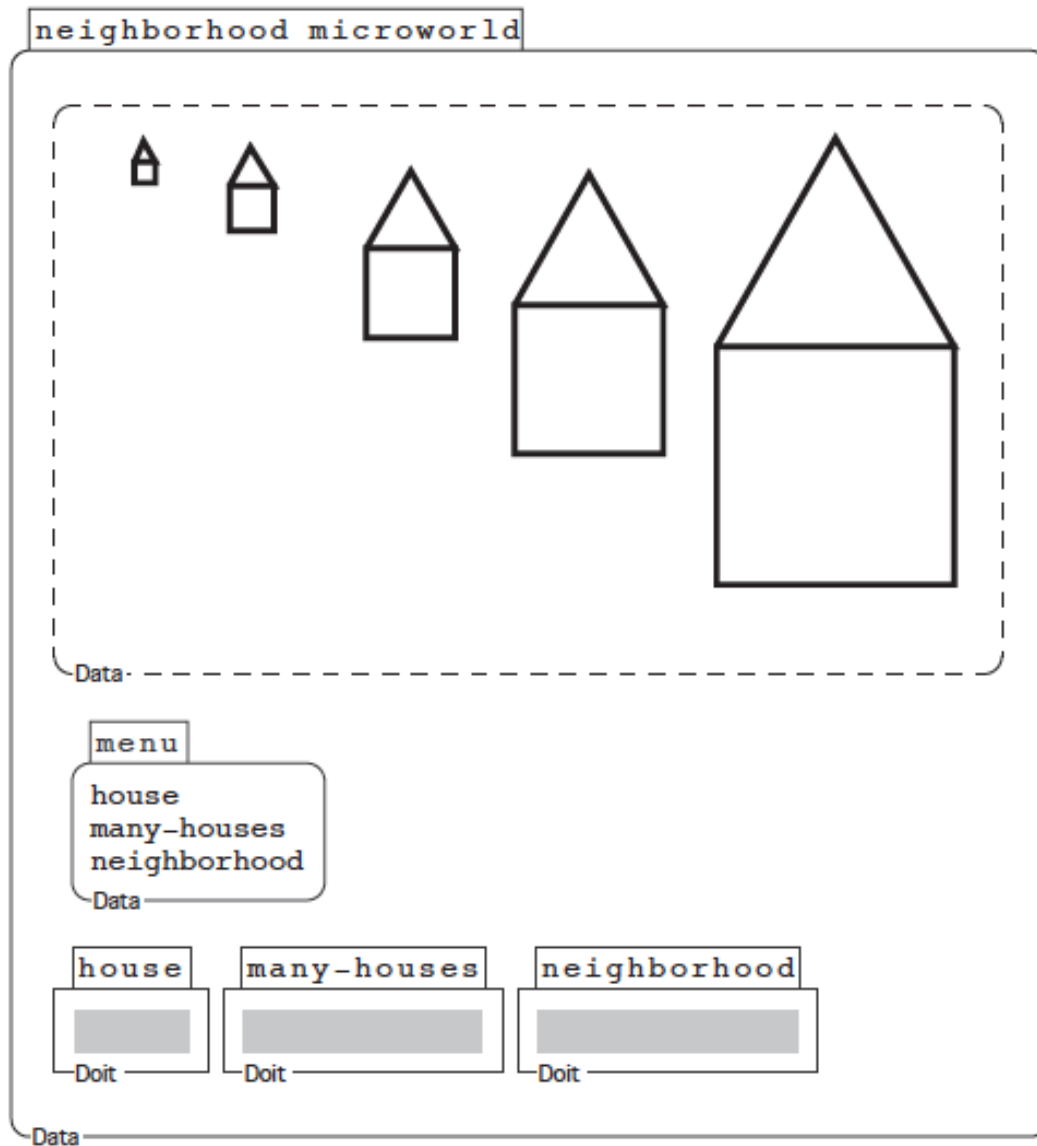 neighborhood microworld
Data
menu
house
many-houses
neighborhood
Data
house many-houses neighborhood
Doit Doit Doit
Data